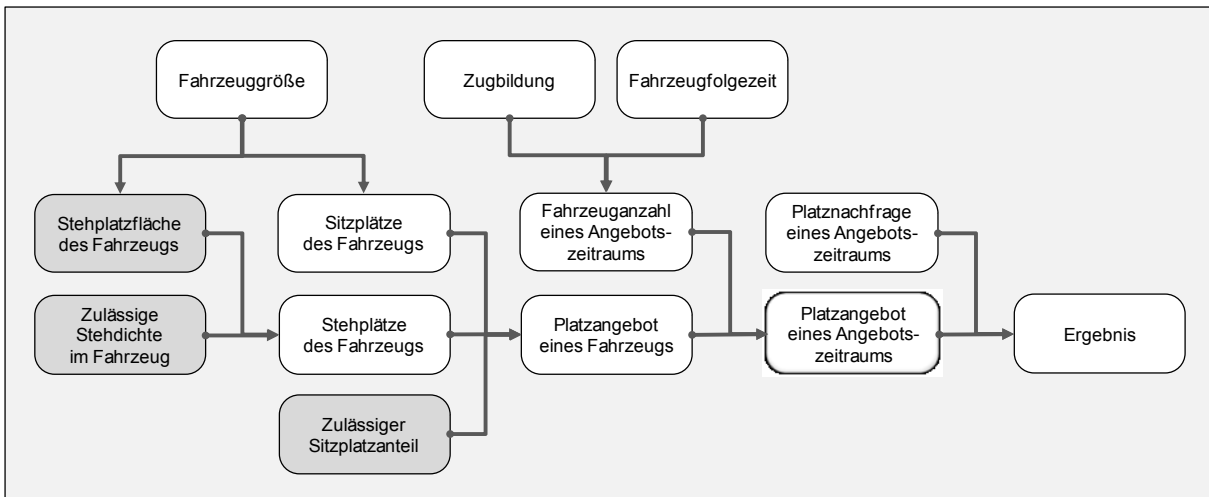 Fahrzeuggröße
Zugbildung
Fahrzeugfolgezeit
Stehplatzfläche
des Fahrzeugs
Sitzplätze
des Fahrzeugs
Fahrzeuganzahl
eines Angebots-
zeitraums
Platznachfrage
eines Angebots-
zeitraums
Zulässige
Stehdichte
im Fahrzeug
Stehplätze
des Fahrzeugs
Platzangebot
eines Fahrzeugs
Platzangebot
eines Angebots-
zeitraums
Ergebnis
Zulässiger
Sitzplatzanteil